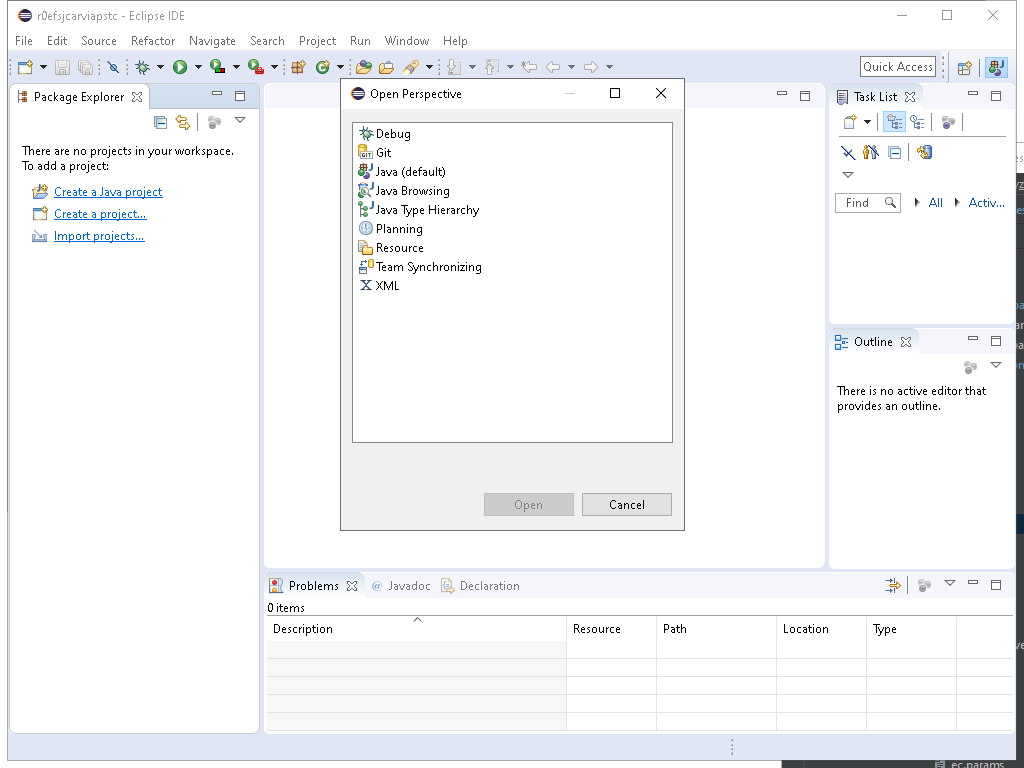 r0efsjcarviapstc - Eclipse IDE
File Edit Source Refactor Navigate Search Project Run Window Help
Quick Access
Package Explorer
There are no projects in your workspace.
To add a project:
Create a Java project
Create a project...
Import projects...
Open Perspective
Debug
GIT
Git
Java (default)
Java Browsing
Java Type Hierarchy
Planning
Resource
Team Synchronizing
XML
Open Cancel
Task List
Find All Activ...
Outline
There is no active editor that
provides an outline.
Problems @ Javadoc Declaration
0 items
Description Resource Path Location Type
ec.params